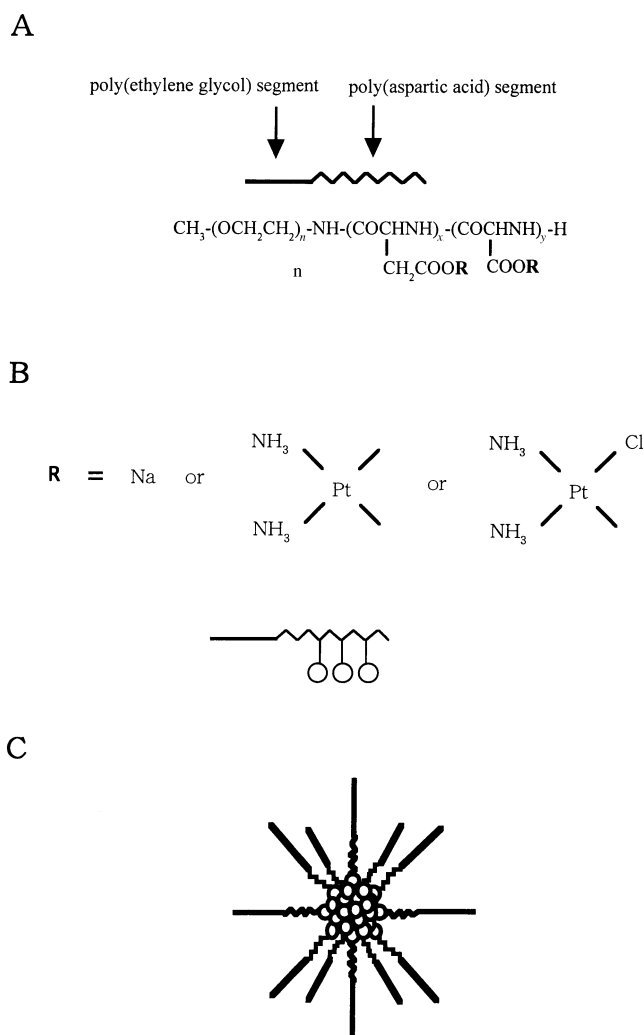 A
poly(ethylene glycol) segment poly(aspartic acid) segment
CH3-(OCH2CH2)n-NH-(COCHNH)x-(COCHNH)y-H
n CH2COOR COOR
B
NH3 NH3 Cl
R = Na or Pt or Pt
NH3 NH3
C